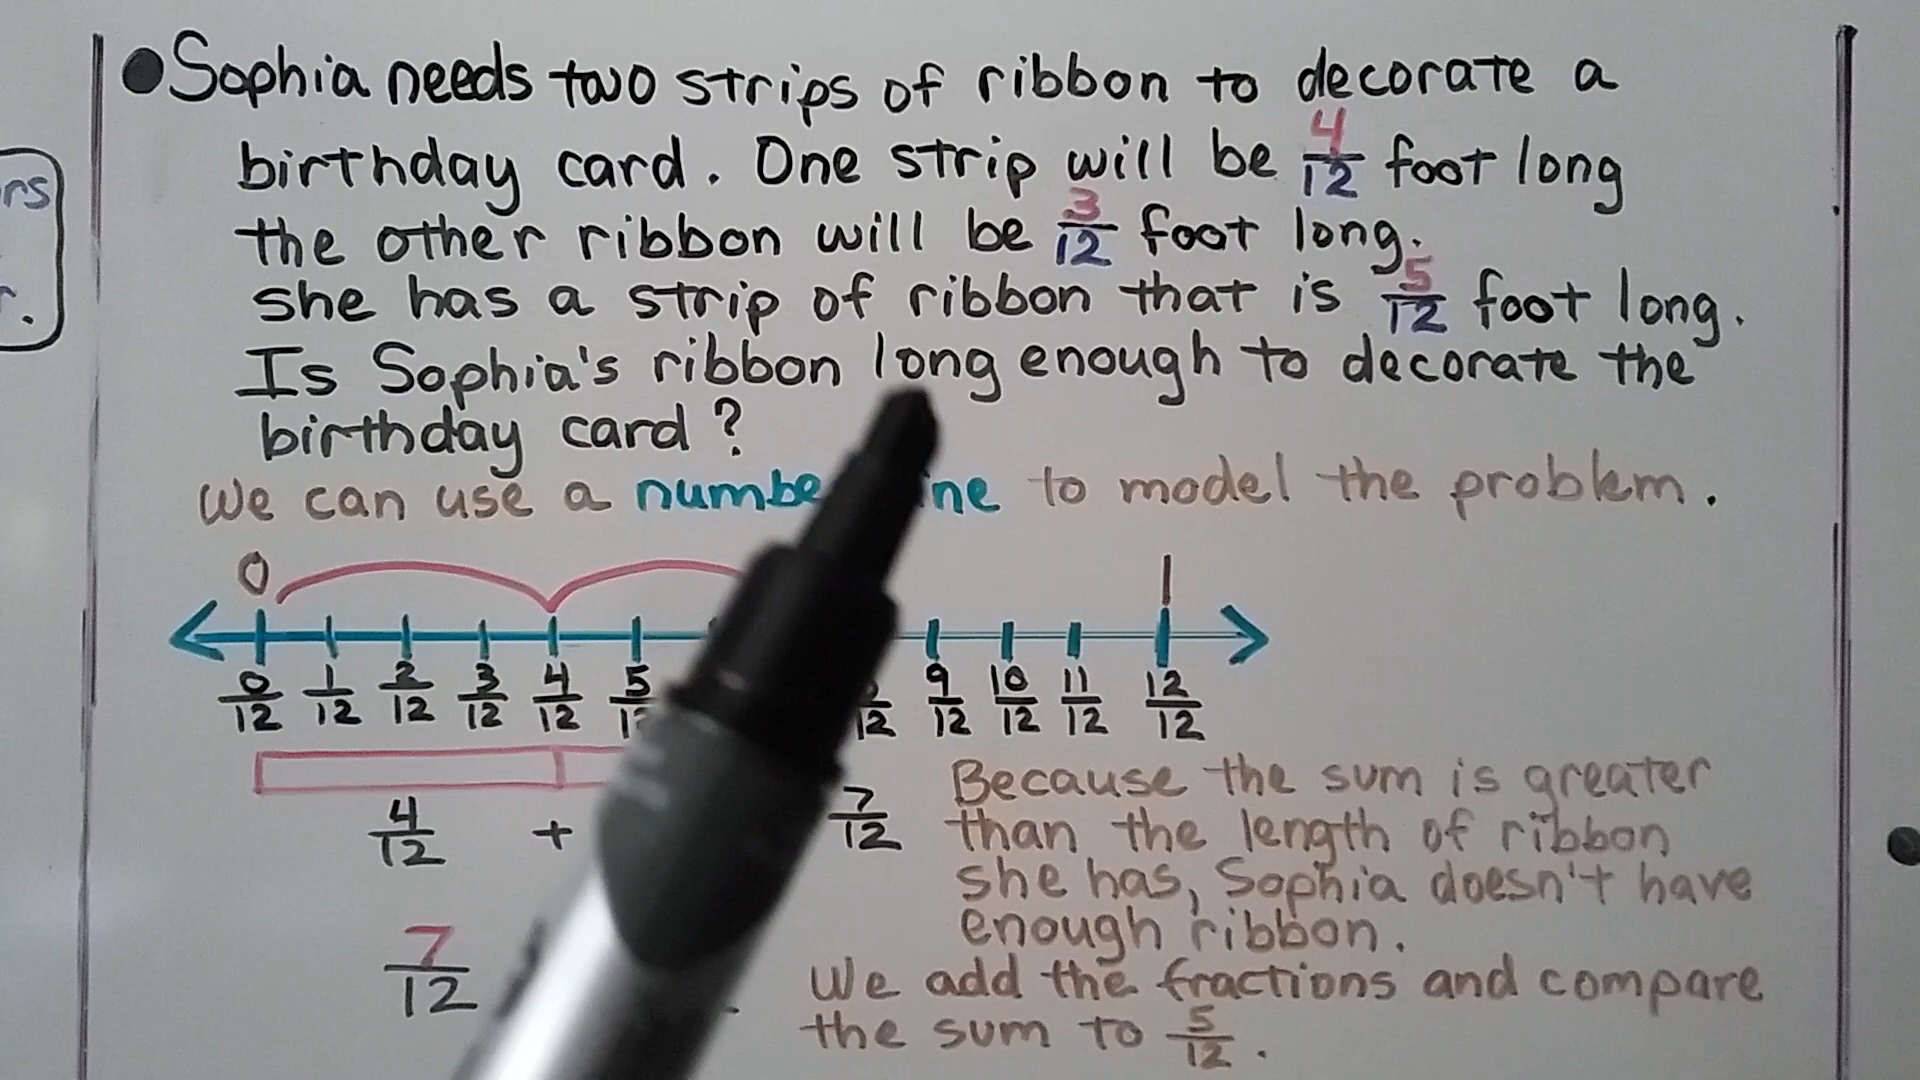 Sophia needs two strips of ribbon to decorate a
birthday card. One strip will be 4/12 foot long
the other ribbon will be 3/12 foot long.
she has a strip of ribbon that is 5/12 foot long.
Is Sophia's ribbon long enough to decorate the
birthday card?
we can use a to model the problem.
0 1
0/12 1/12 2/12 3/12 4/12 9/12 10/12 11/12 12/12
4/12 + 7/12
Because the sum is greater
than the length of ribbon
she has, Sophia doesn't have
enough ribbon.
7/12
we add the fractions and compare
the sum to 5/12.